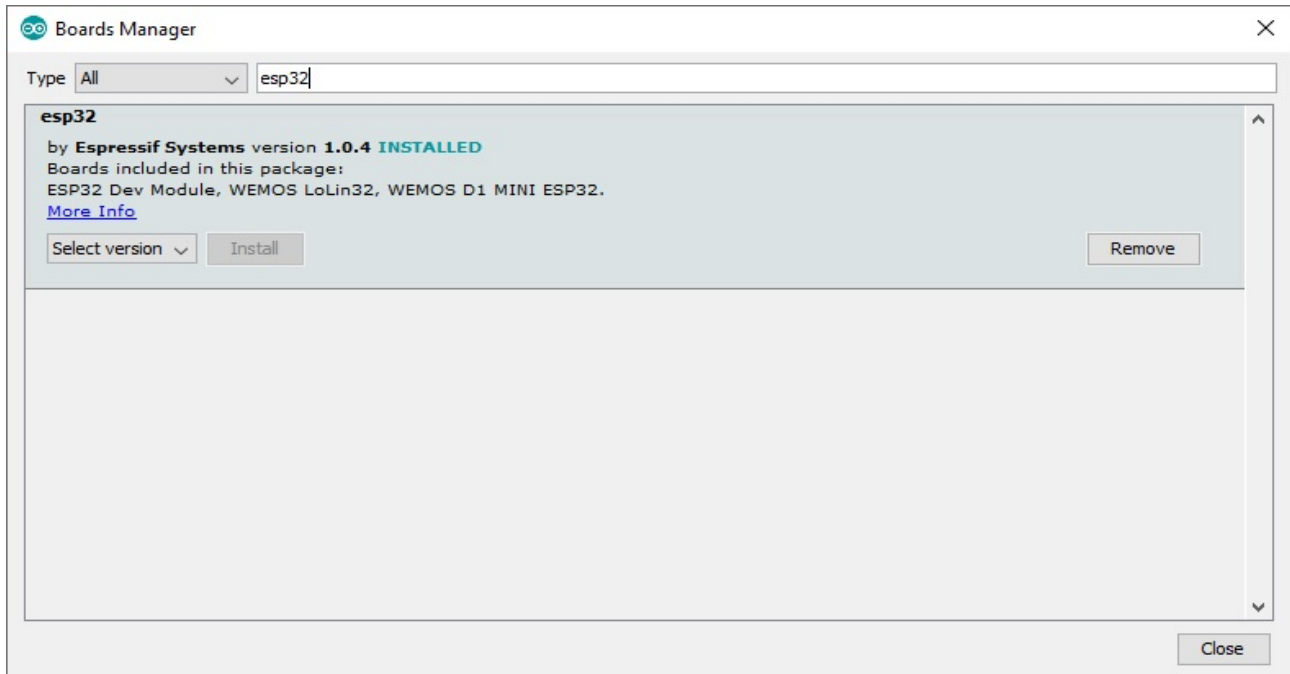 Boards Manager
Type All esp32
esp32
by Espressif Systems version 1.0.4 INSTALLED
Boards included in this package:
ESP32 Dev Module, WEMOS LoLin32, WEMOS D1 MINI ESP32.
More Info
Select version Install Remove
Close